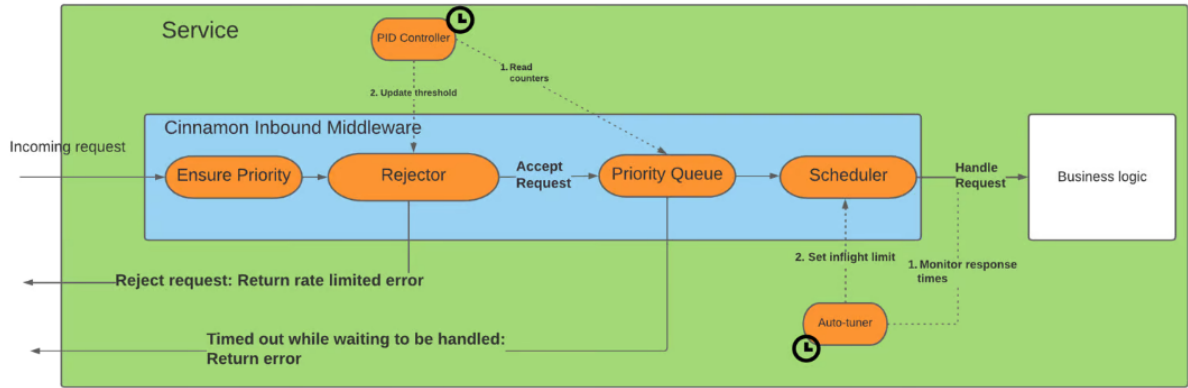 Service
PID Controller
1. Read
counters
2. Update threshold
Cinnamon Inbound Middleware
Incoming request
Ensure Priority
Rejector
Accept
Request
Priority Queue
Scheduler
Handle
Request
Business logic
2. Set inflight limit
1. Monitor response
times
Reject request: Return rate limited error
Auto-tuner
Timed out while waiting to be handled:
Return error